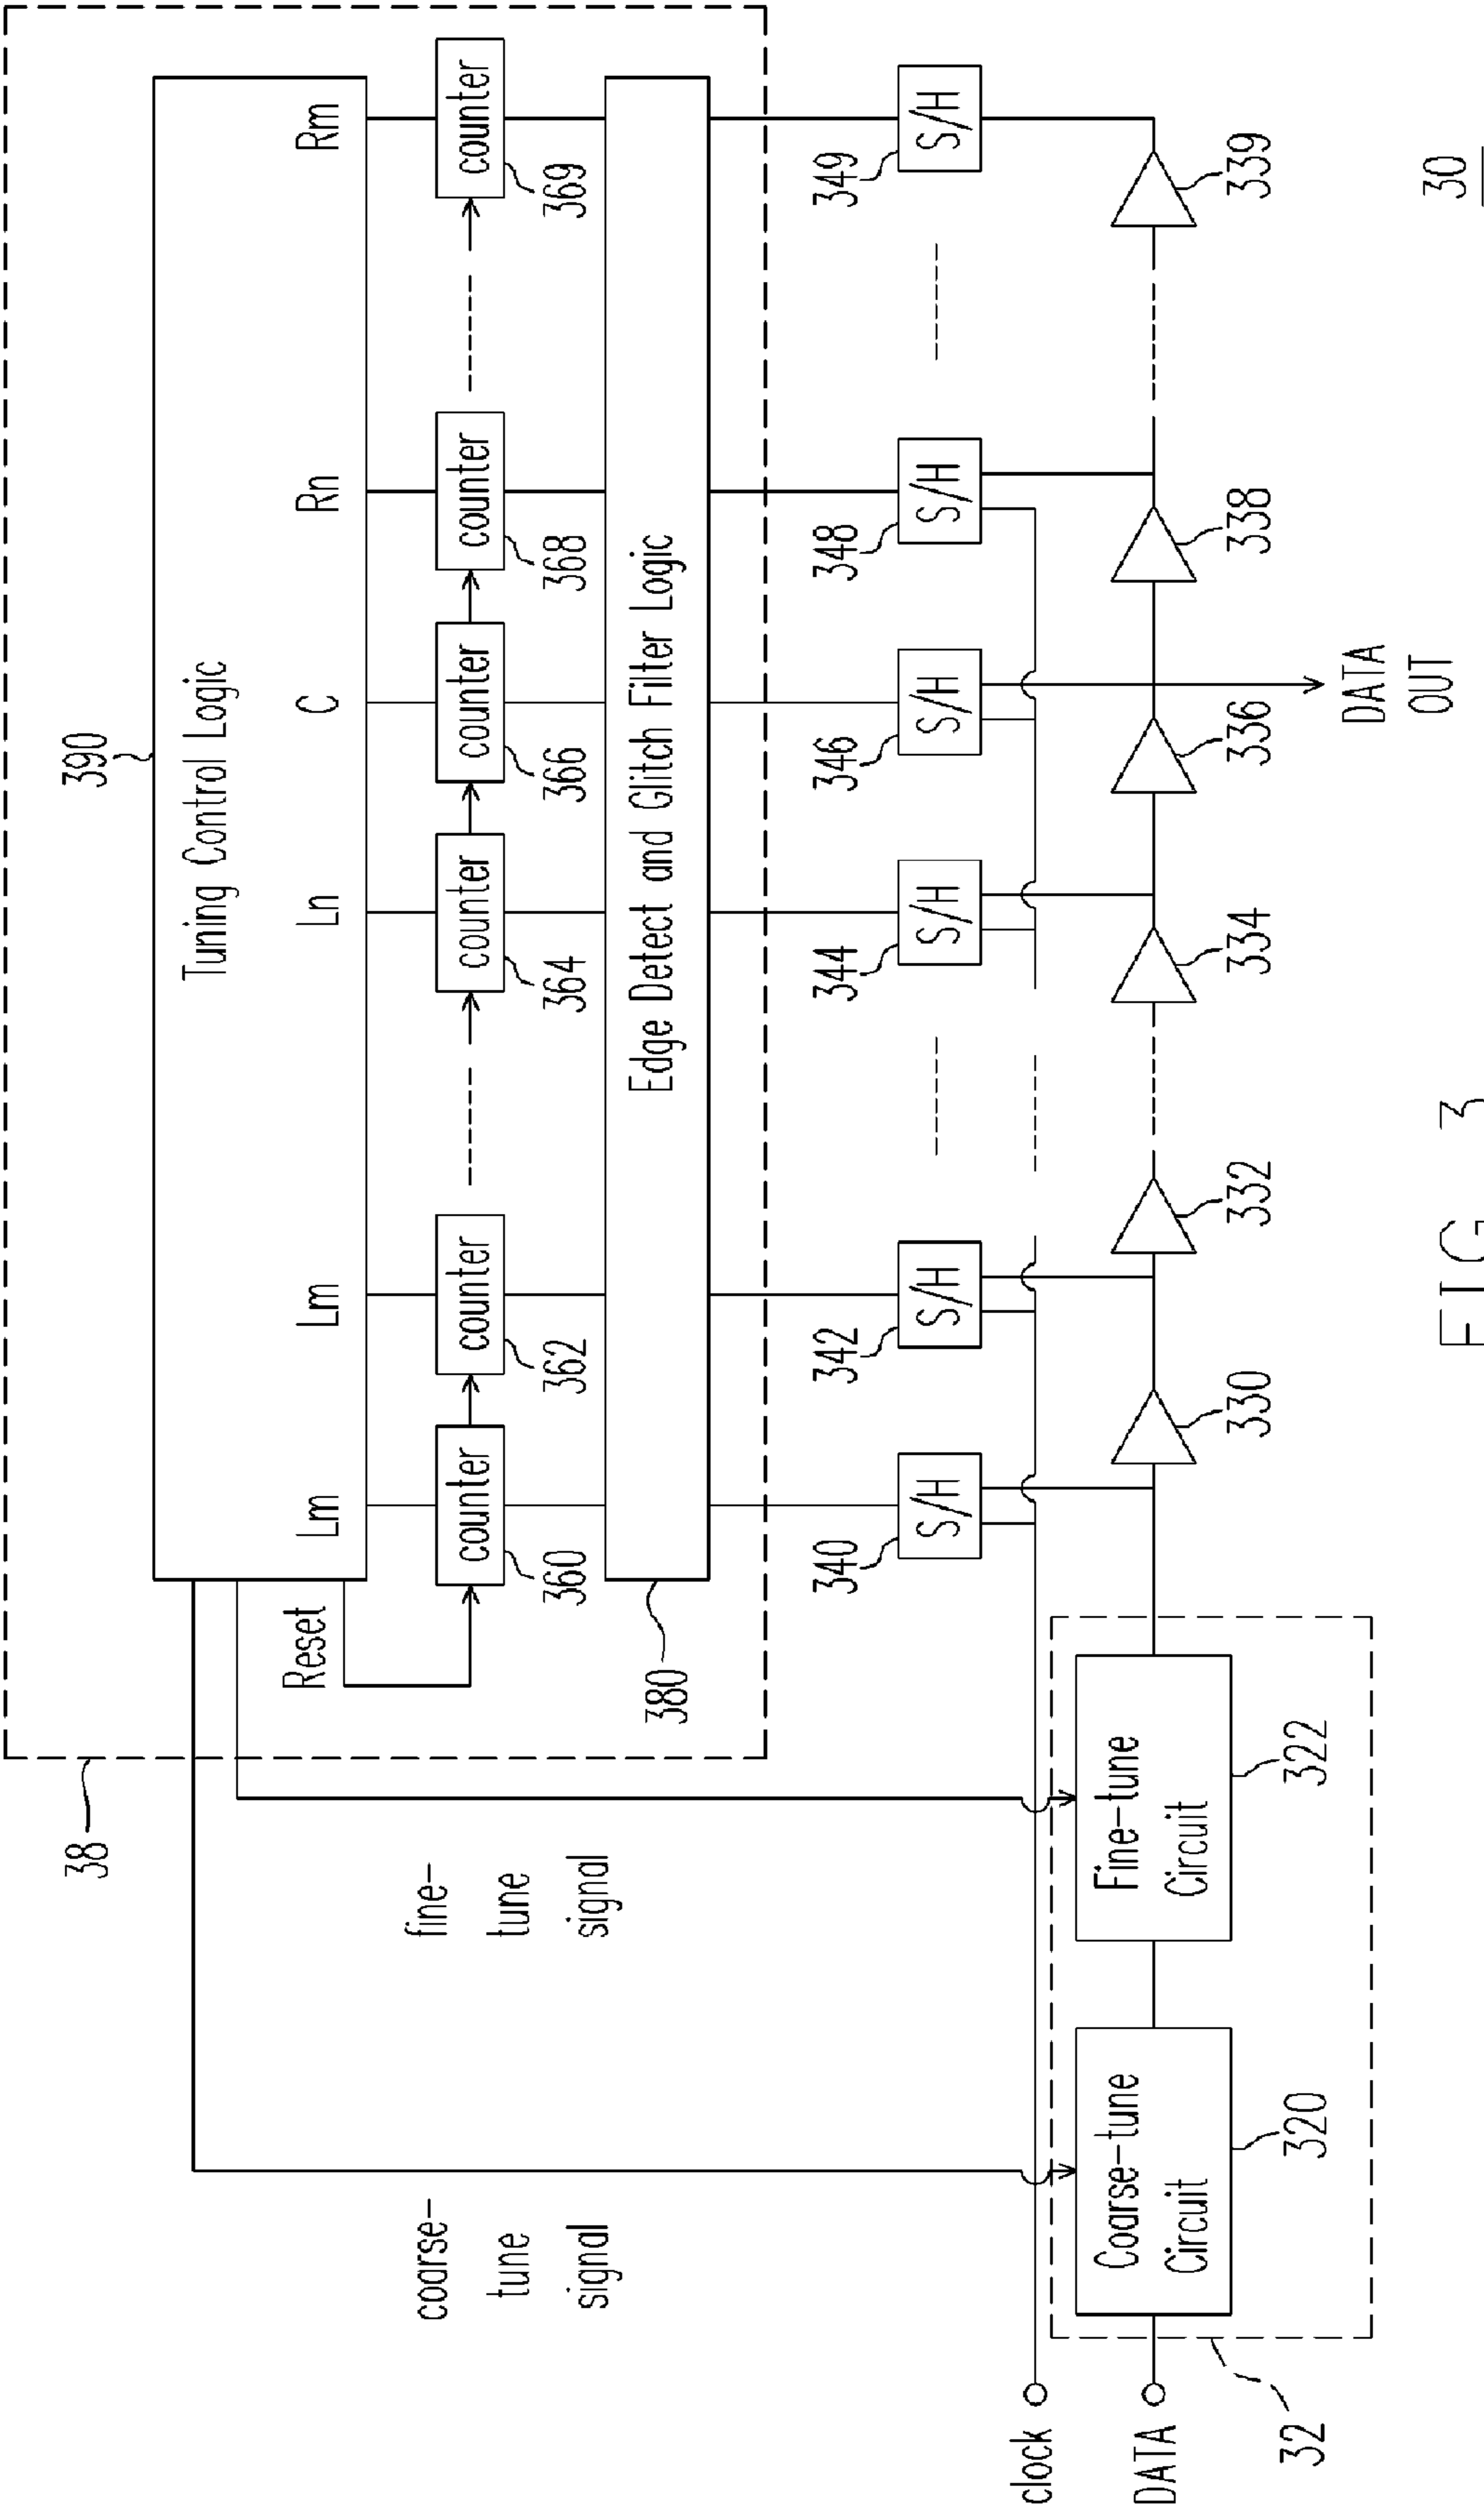 38
390
Tuning Control Logic
Lm
Lm
Ln
C
Rn
Rm
Reset
counter
counter
counter
counter
counter
counter
360
362
364
366
368
369
fine-
tune
signal
coarse-
tune
signal
Edge Detect and Glitch Filter Logic
380
340
342
344
346
348
349
S/H
S/H
S/H
S/H
S/H
S/H
clock
DATA
Coarse-tune
Circuit
Fine-tune
Circuit
320
322
32
330
332
334
336
338
339
DATA
OUT
30
FIG 3